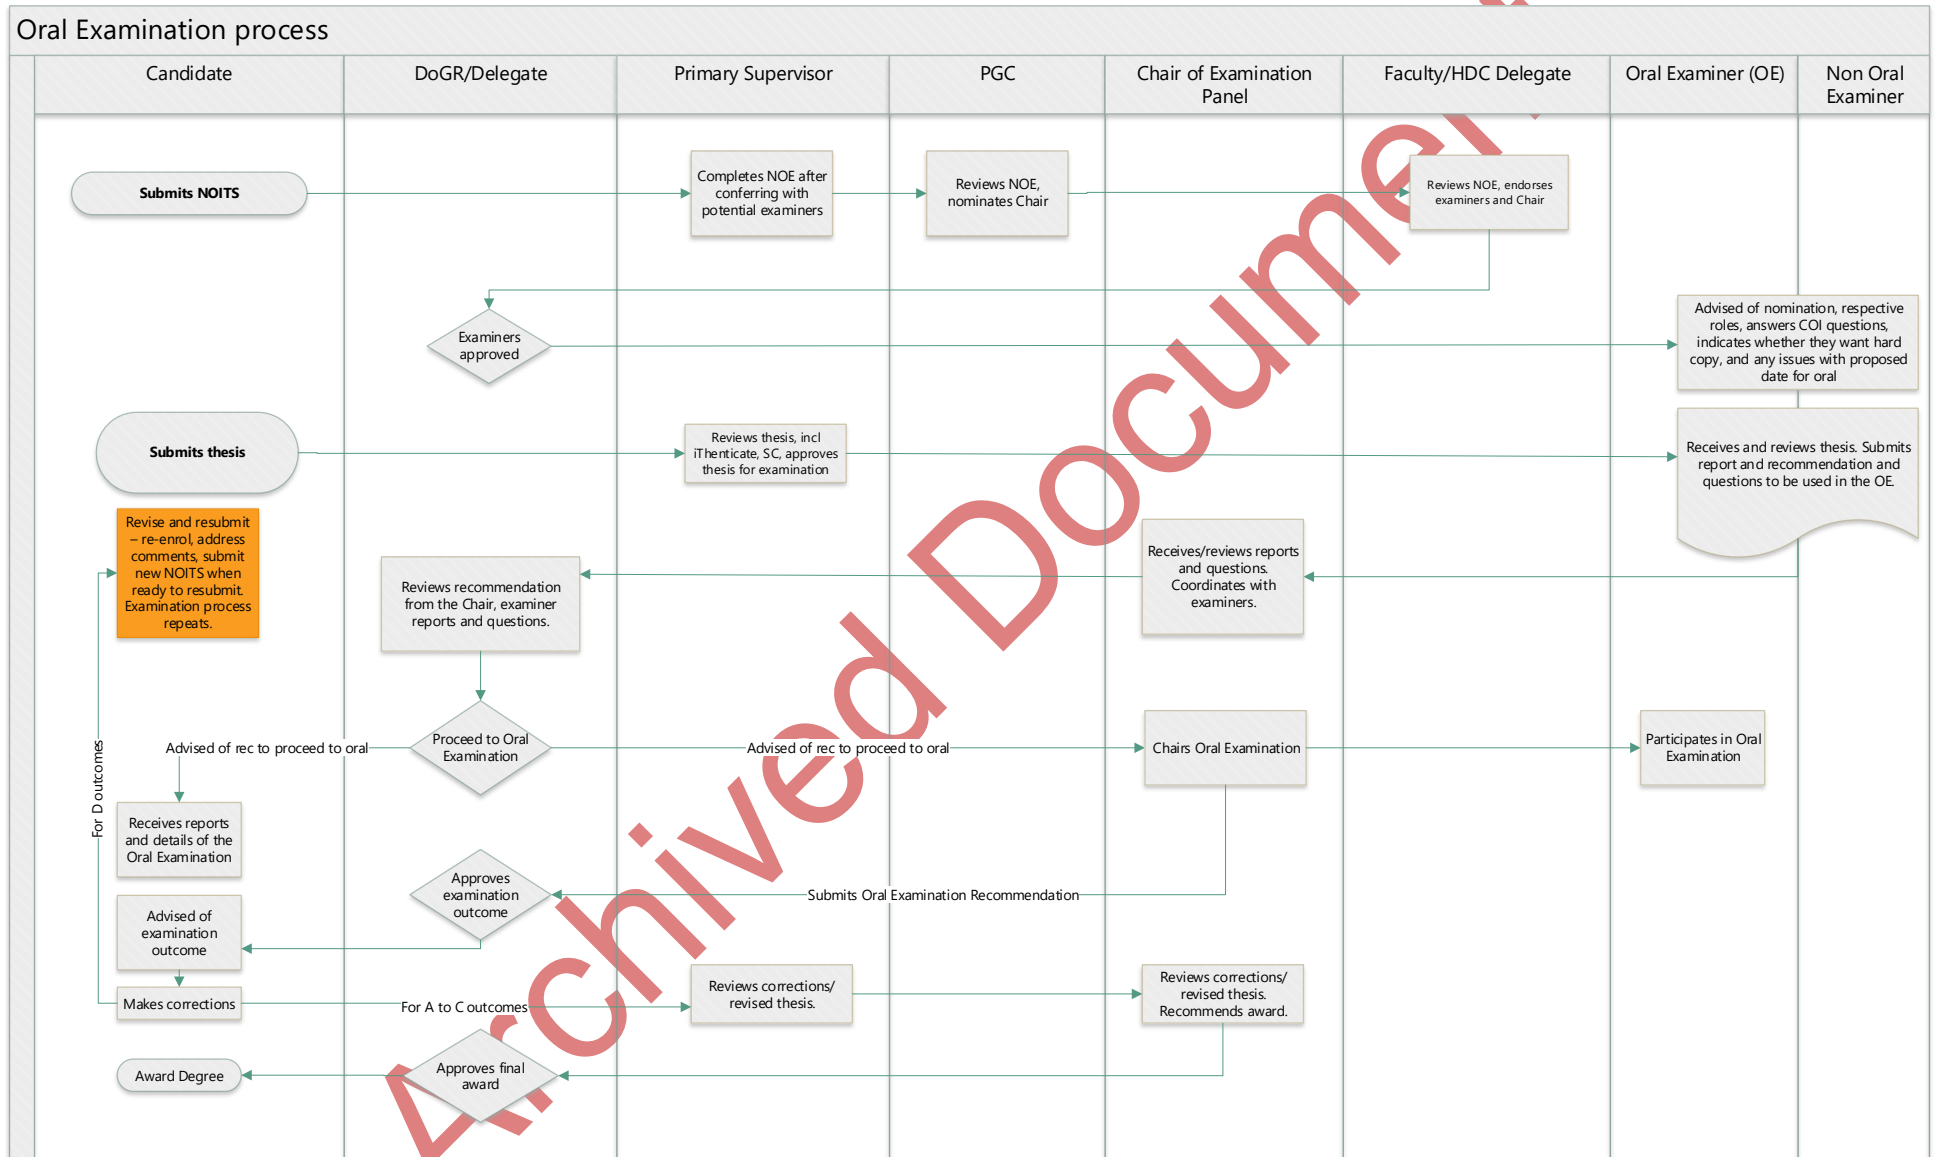 Oral Examination process
Candidate
DoGR/Delegate
Primary Supervisor
PGC
Chair of Examination
Panel
Faculty/HDC Delegate
Oral Examiner (OE)
Non Oral
Examiner
Submits NOITS
Completes NOE after
conferring with
potential examiners
Reviews NOE,
nominates Chair
Reviews NOE, endorses
examiners and Chair
Examiners
approved
Advised of nomination, respective
roles, answers COI questions,
indicates whether they want hard
copy, and any issues with proposed
date for oral
Submits thesis
Reviews thesis, incl
iThenticate, SC, approves
thesis for examination
Receives and reviews thesis. Submits
report and recommendation and
questions to be used in the OE.
Revise and resubmit
– re-enrol, address
comments, submit
new NOITS when
ready to resubmit.
Examination process
repeats.
Reviews recommendation
from the Chair, examiner
reports and questions.
Receives/reviews reports
and questions.
Coordinates with
examiners.
For D outcomes
Advised of rec to proceed to oral
Proceed to Oral
Examination
Advised of rec to proceed to oral
Chairs Oral Examination
Participates in Oral
Examination
Receives reports
and details of the
Oral Examination
Approves
examination
outcome
Submits Oral Examination Recommendation
Advised of
examination
outcome
Makes corrections
For A to C outcomes
Reviews corrections/
revised thesis.
Reviews corrections/
revised thesis.
Recommends award.
Award Degree
Approves final
award
Archived Document